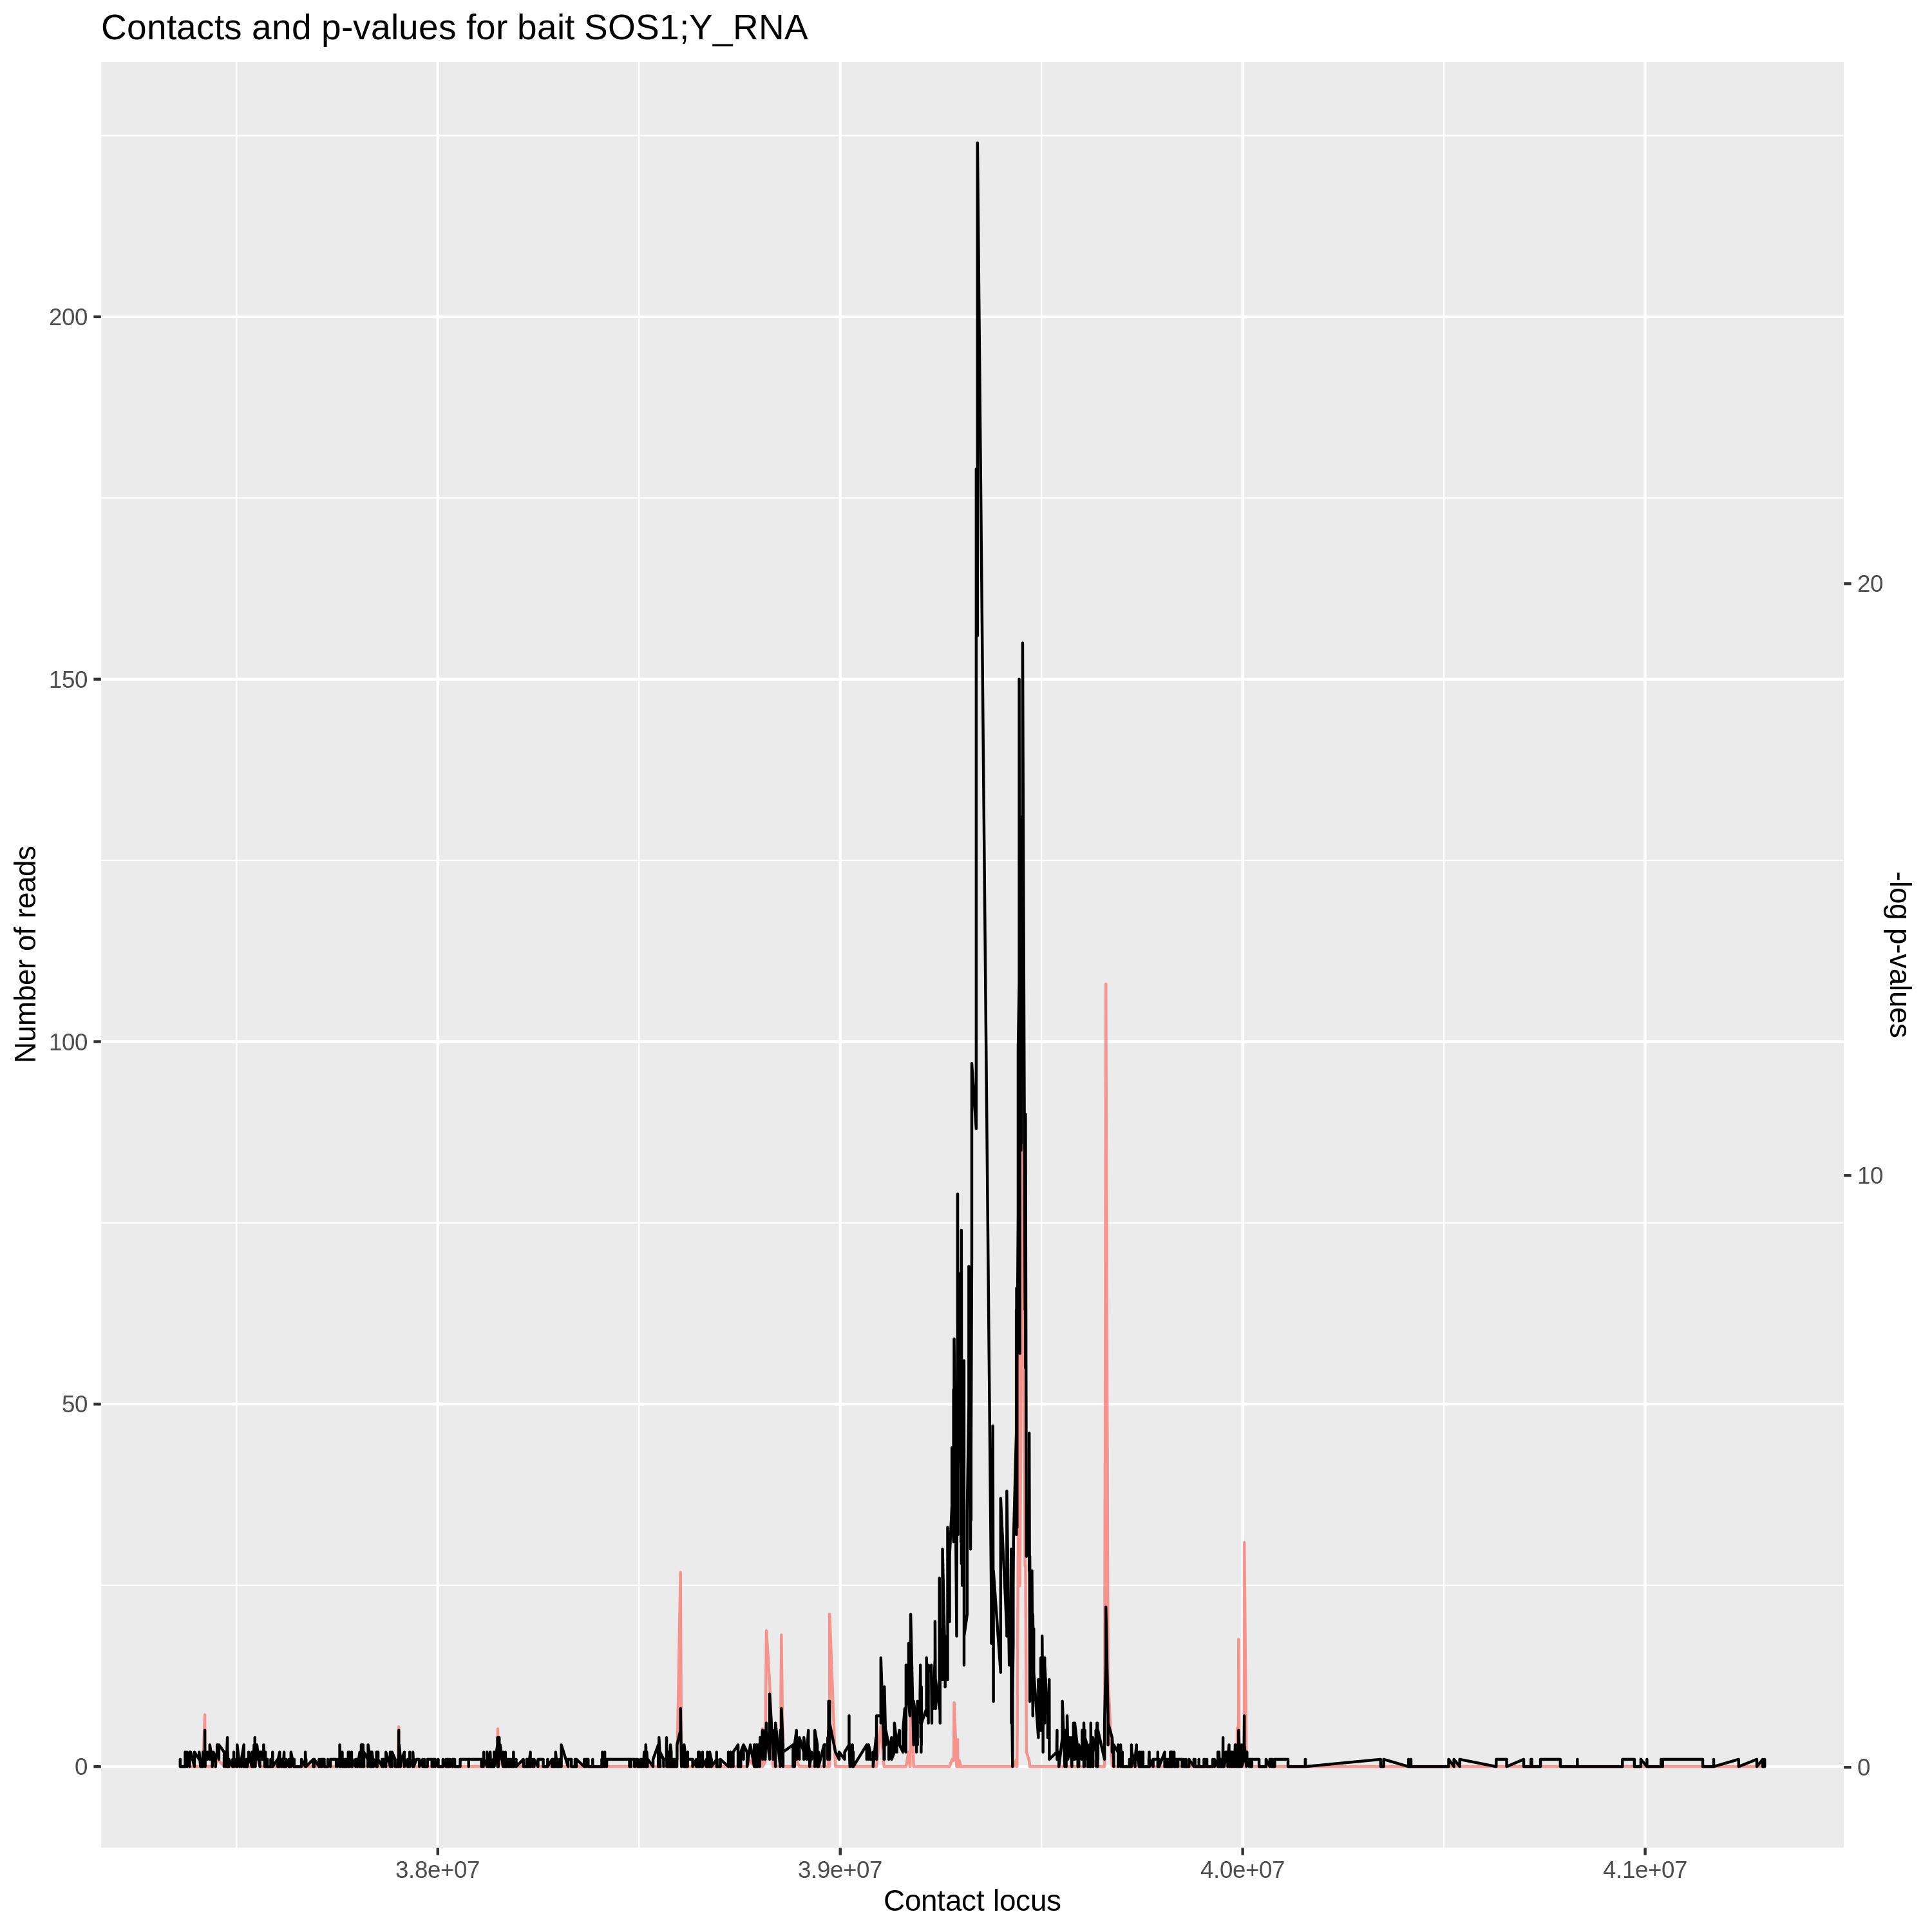 Contacts and p-values for bait SOS1;Y_RNA
Number of reads
200
150
100
50
0
20
10
0
-log p-values
3.8e+07
3.9e+07
4.0e+07
4.1e+07
Contact locus